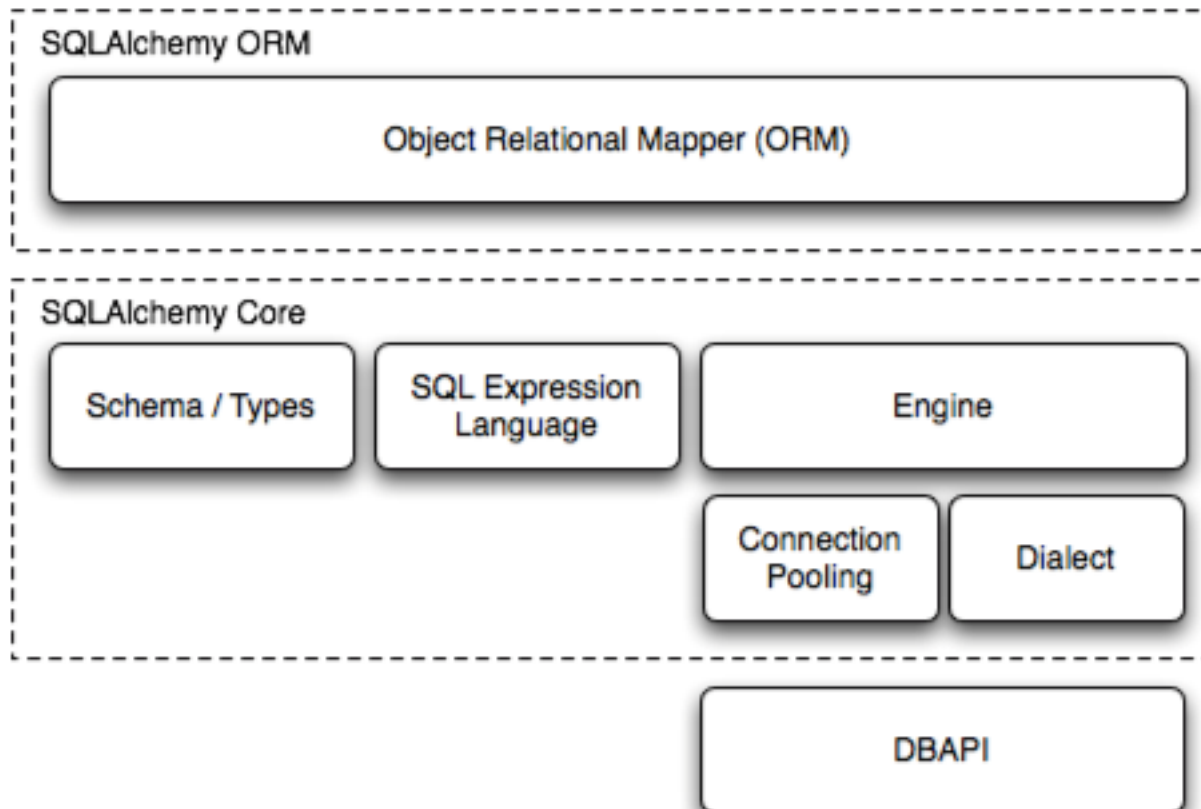 SQLAlchemy ORM
Object Relational Mapper (ORM)
SQLAlchemy Core
Schema / Types
SQL Expression
Language
Engine
Connection
Pooling
Dialect
DBAPI